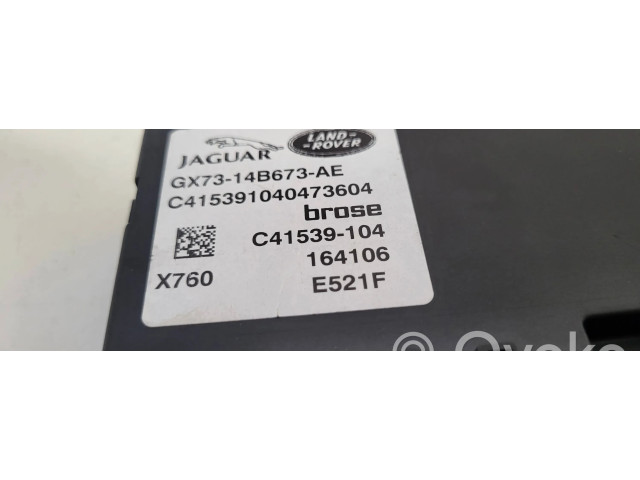 JAGUAR
LAND
ROVER
GX73-14B673-AE
C415391040473604
brose
C41539-104
164106
X760
E521F